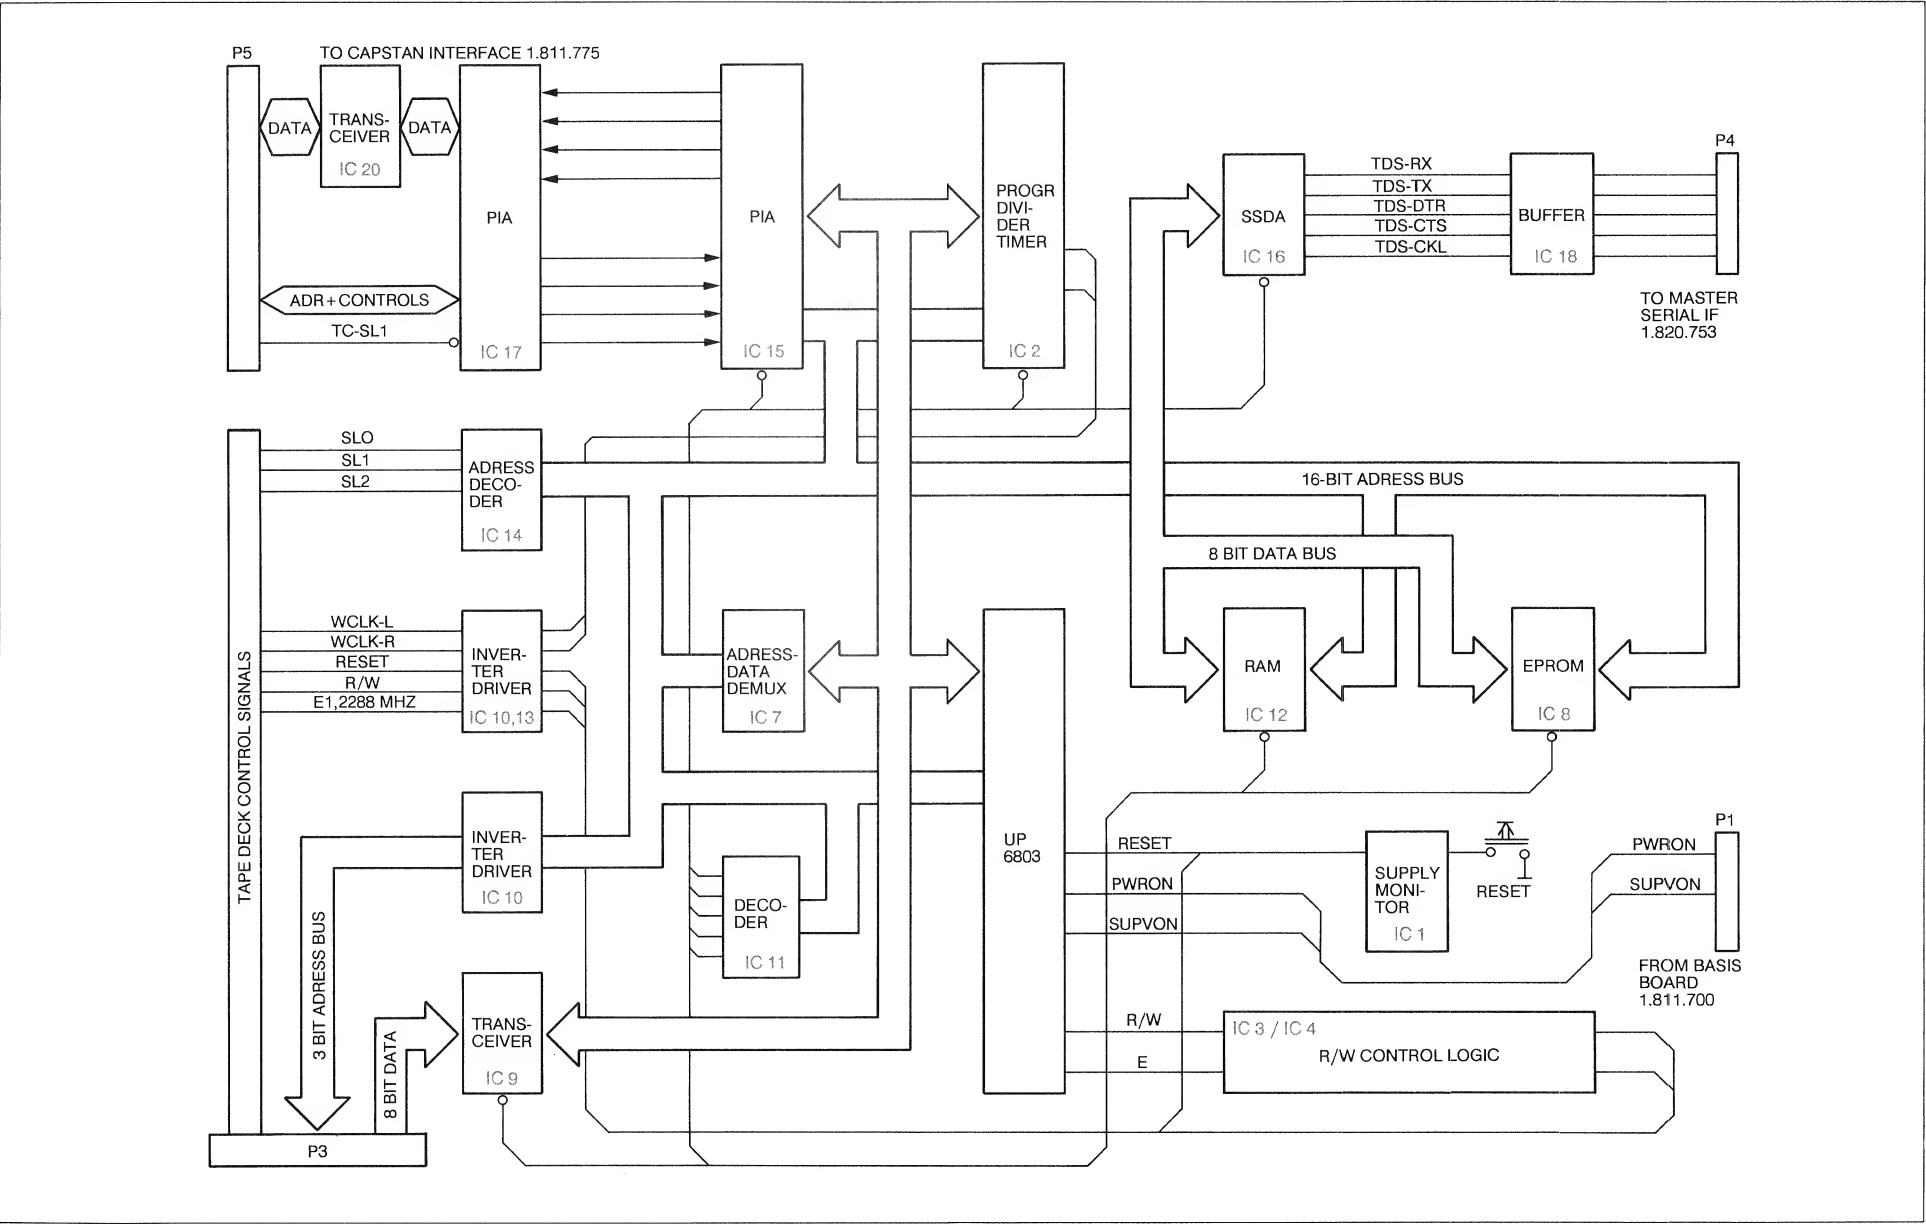 P5
TO CAPSTAN INTERFACE 1.811.775
DATA
TRANS-
CEIVER
IC 20
DATA
PIA
IC 17
ADR + CONTROLS
TC-SL1
PIA
IC 15
PROGR
DIVI-
DER
TIMER
IC 2
SSDA
IC 16
TDS-RX
TDS-TX
TDS-DTR
TDS-CTS
TDS-CKL
BUFFER
IC 18
P4
TO MASTER
SERIAL IF
1.820.753
TAPE DECK CONTROL SIGNALS
SLO
SL1
SL2
ADRESS
DECO-
DER
IC 14
16-BIT ADRESS BUS
8 BIT DATA BUS
WCLK-L
WCLK-R
RESET
R/W
E1,2288 MHZ
INVER-
TER
DRIVER
IC 10,13
ADRESS-
DATA
DEMUX
IC 7
UP
6803
RAM
IC 12
EPROM
IC 8
INVER-
TER
DRIVER
IC 10
3 BIT ADRESS BUS
8 BIT DATA
DECO-
DER
IC 11
TRANS-
CEIVER
IC 9
P3
RESET
PWRON
SUPVON
SUPPLY
MONI-
TOR
IC 1
RESET
P1
PWRON
SUPVON
FROM BASIS
BOARD
1.811.700
R/W
E
IC 3 / IC 4
R/W CONTROL LOGIC